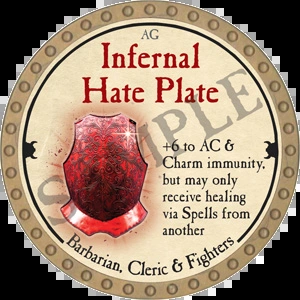 AG
Infernal
Hate Plate
+6 to AC &
Charm immunity,
but may only
receive healing
via Spells from
another
Barbarian, Cleric & Fighters
SAMPLE